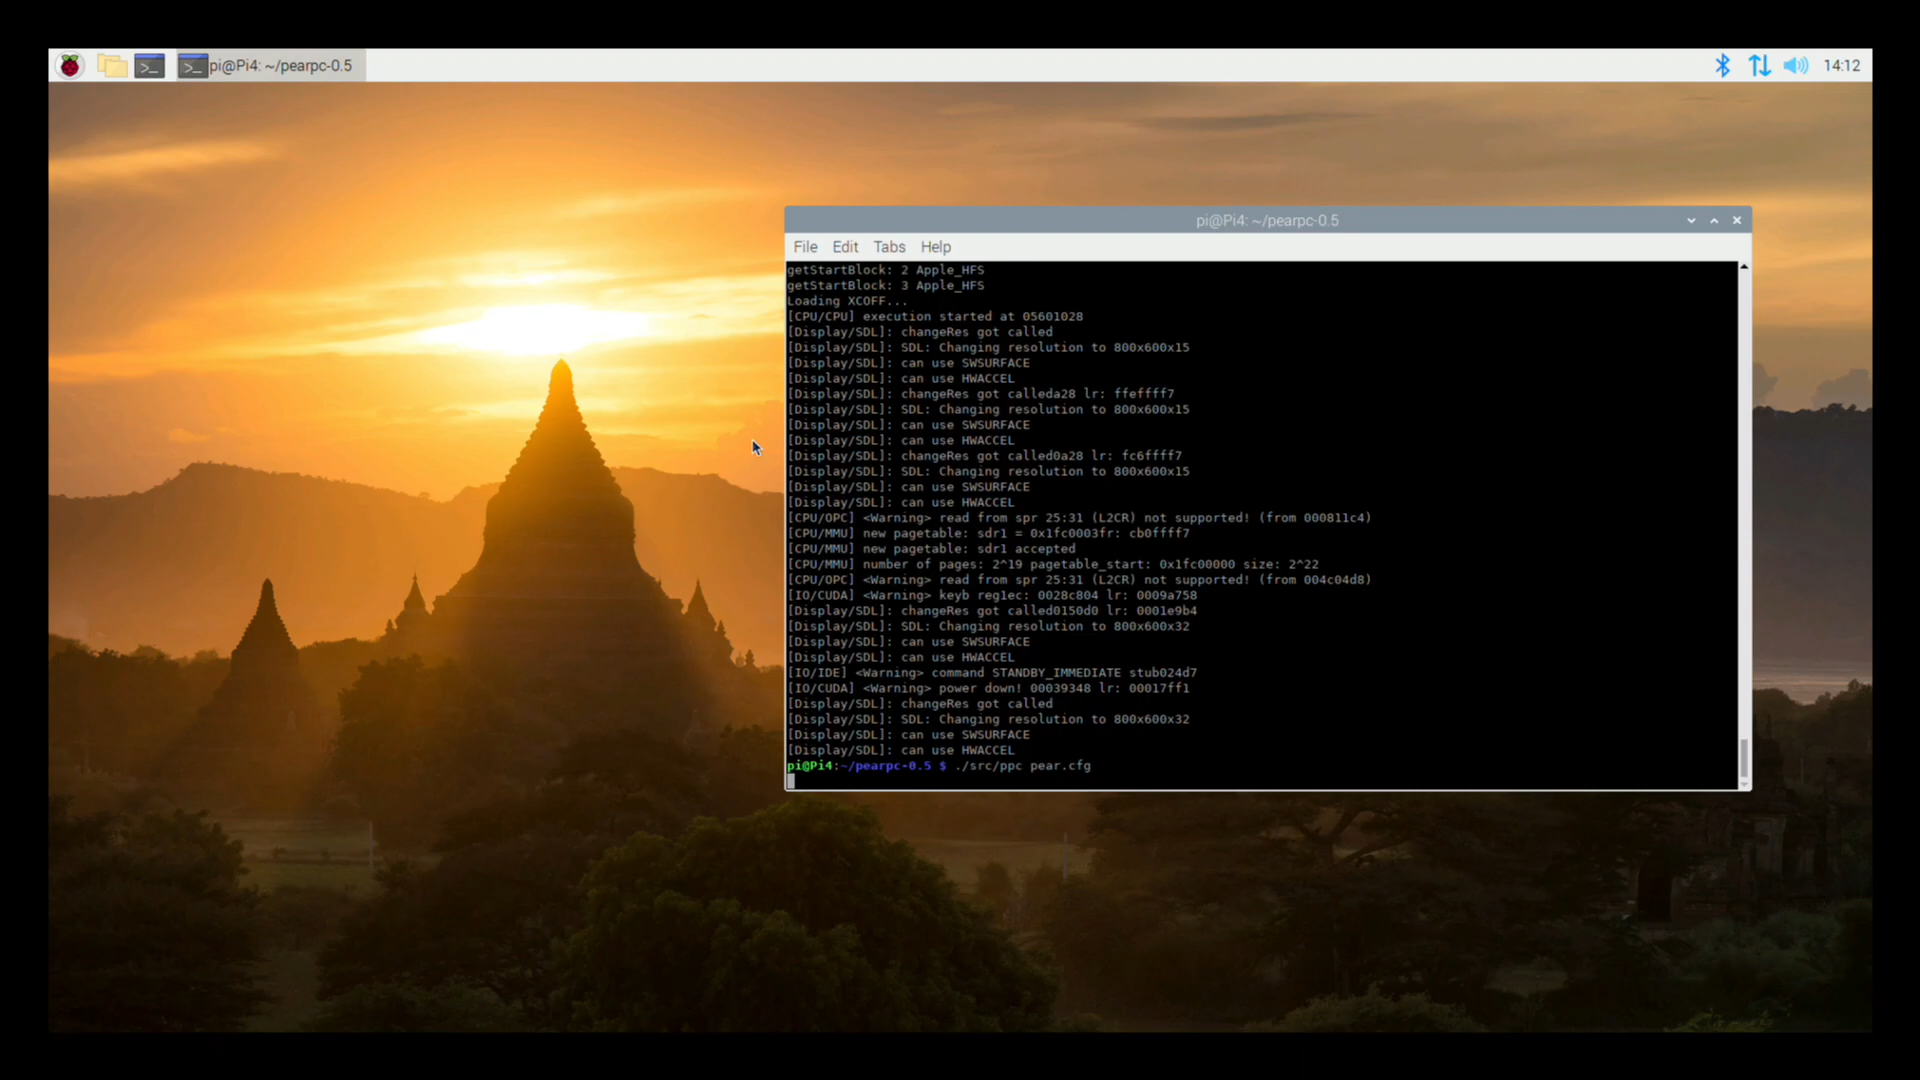 pi@Pi4: ~/pearpc-0.5
14:12
pi@Pi4: ~/pearpc-0.5
File Edit Tabs Help
getStartBlock: 2 Apple_HFS
getStartBlock: 3 Apple_HFS
Loading XCOFF...
[CPU/CPU] execution started at 05601028
[Display/SDL]: changeRes got called
[Display/SDL]: SDL: Changing resolution to 800x600x15
[Display/SDL]: can use SWSURFACE
[Display/SDL]: can use HWACCEL
[Display/SDL]: changeRes got calleda28 lr: ffeffff7
[Display/SDL]: SDL: Changing resolution to 800x600x15
[Display/SDL]: can use SWSURFACE
[Display/SDL]: can use HWACCEL
[Display/SDL]: changeRes got called0a28 lr: fc6ffff7
[Display/SDL]: SDL: Changing resolution to 800x600x15
[Display/SDL]: can use SWSURFACE
[Display/SDL]: can use HWACCEL
[CPU/OPC] <Warning> read from spr 25:31 (L2CR) not supported! (from 000811c4)
[CPU/MMU] new pagetable: sdr1 = 0x1fc0003fr: cb0ffff7
[CPU/MMU] new pagetable: sdr1 accepted
[CPU/MMU] number of pages: 2^19 pagetable_start: 0x1fc00000 size: 2^22
[CPU/OPC] <Warning> read from spr 25:31 (L2CR) not supported! (from 004c04d8)
[IO/CUDA] <Warning> keyb reg1ec: 0028c804 lr: 0009a758
[Display/SDL]: changeRes got called0150d0 lr: 0001e9b4
[Display/SDL]: SDL: Changing resolution to 800x600x32
[Display/SDL]: can use SWSURFACE
[Display/SDL]: can use HWACCEL
[IO/IDE] <Warning> command STANDBY_IMMEDIATE stub024d7
[IO/CUDA] <Warning> power down! 00039348 lr: 00017ff1
[Display/SDL]: changeRes got called
[Display/SDL]: SDL: Changing resolution to 800x600x32
[Display/SDL]: can use SWSURFACE
[Display/SDL]: can use HWACCEL
pi@Pi4:~/pearpc-0.5 $ ./src/ppc pear.cfg